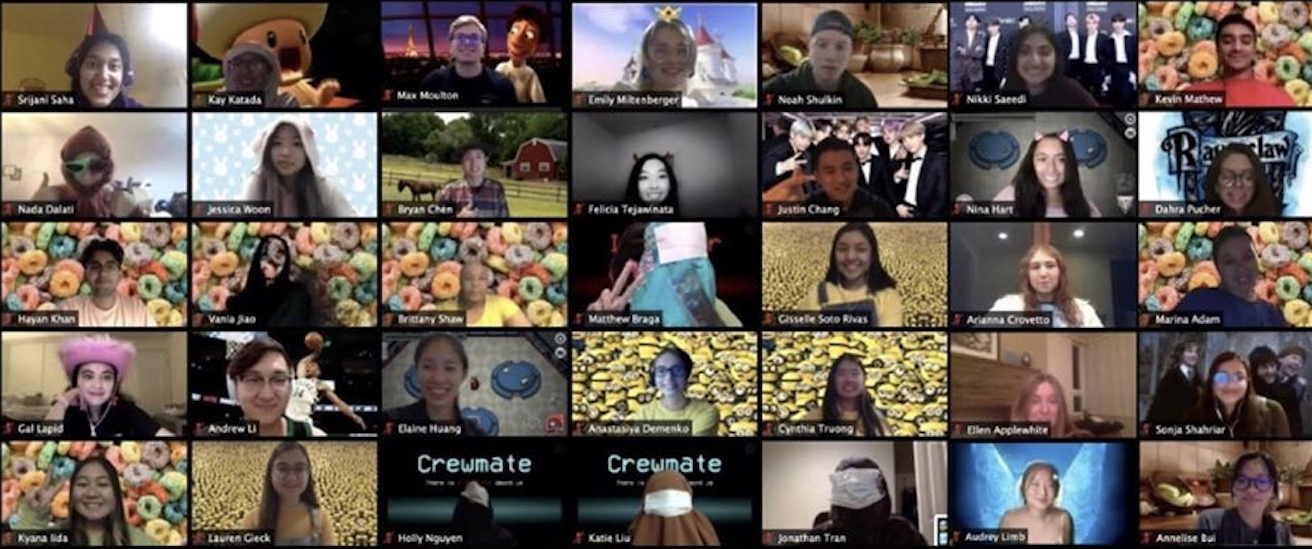 Srijani Saha
Kay Katada
Max Moulton
Emily Miltenberger
Noah Shulkin
Nikki Saeedi
Kevin Mathew
Ravenclaw
Nada Dalati
Jessica Woon
Bryan Chen
Felicia Tejawinata
Justin Chang
Nina Hart
Dahra Pucher
Hayan Khan
Vania Jiao
Brittany Shaw
Matthew Braga
Gisselle Soto Rivas
Arianna Crovetto
Marina Adam
Gal Lapid
Andrew Li
Elaine Huang
Anastasiya Demenko
Cynthia Truong
Ellen Applewhite
Sonja Shahriar
Crewmate
Crewmate
Kyana Iida
Lauren Gieck
Holly Nguyen
Katie Liu
Jonathan Tran
Audrey Limb
Annelise Bui